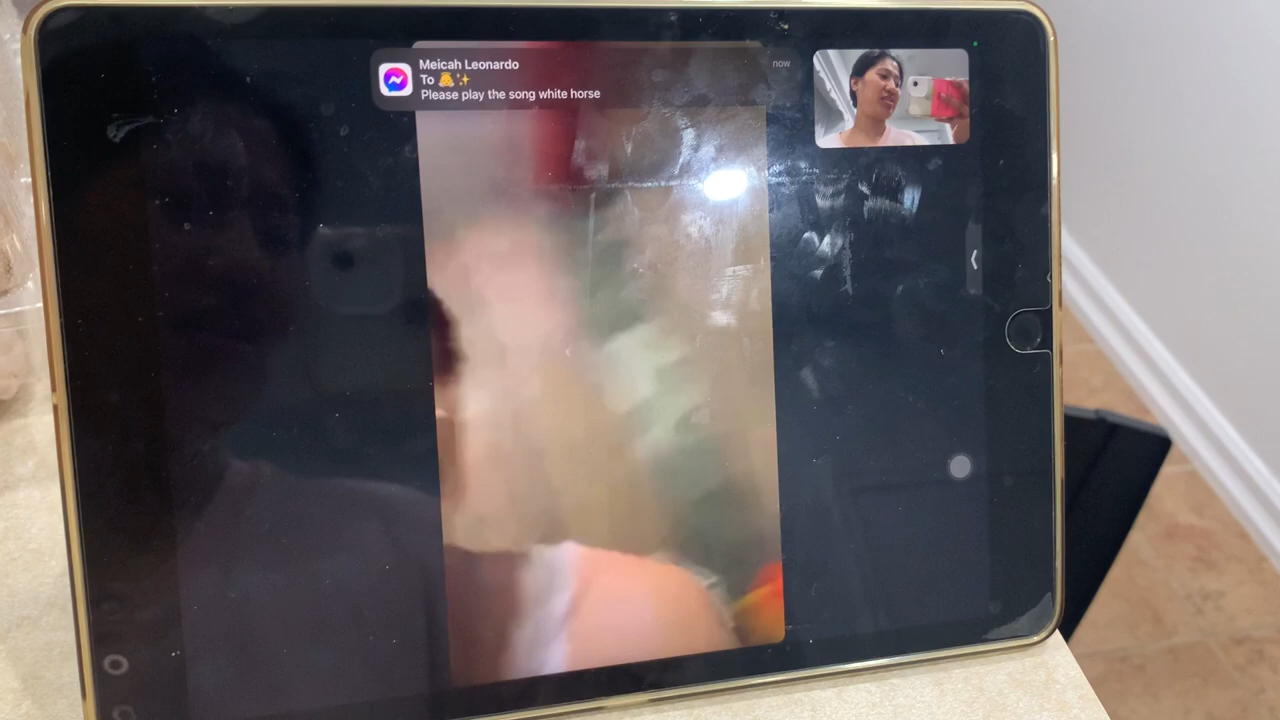 Meicah Leonardo
now
To 🙈✨
Please play the song white horse